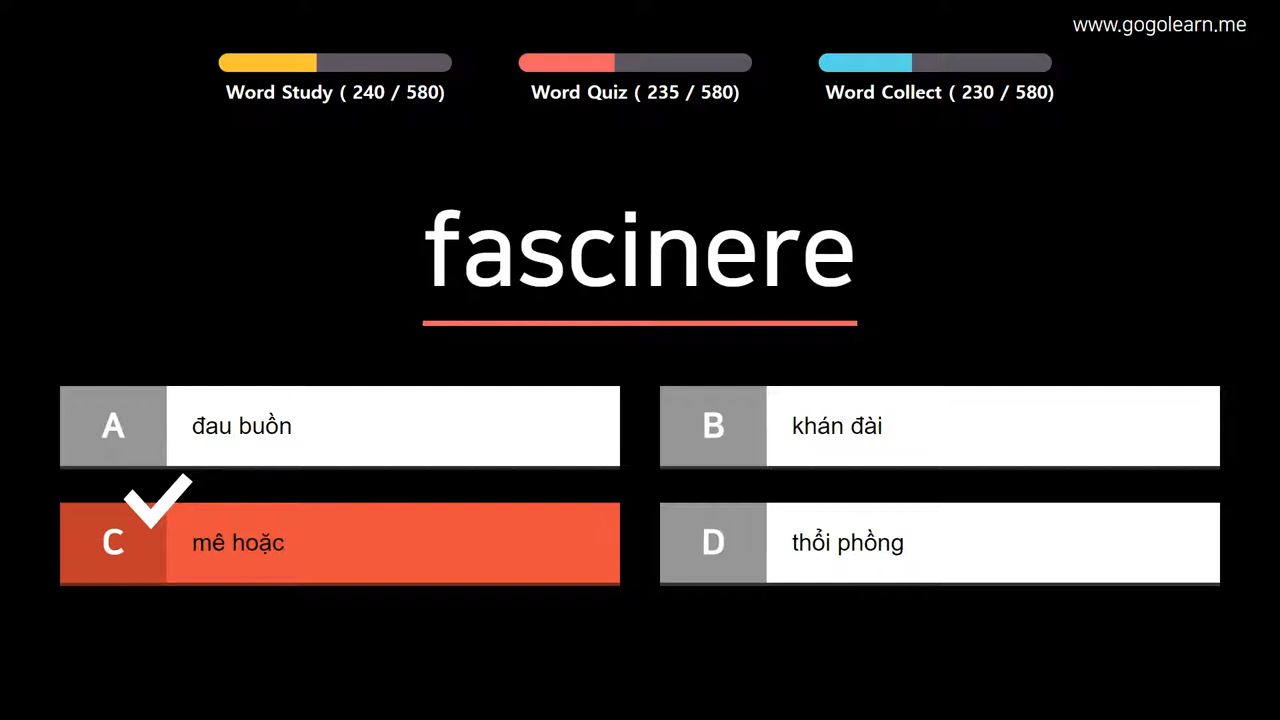 www.gogolearn.me
Word Study ( 240 / 580)
Word Quiz ( 235 / 580)
Word Collect ( 230 / 580)
fascinere
A
đau buồn
B
khán đài
C
mê hoặc
D
thổi phồng